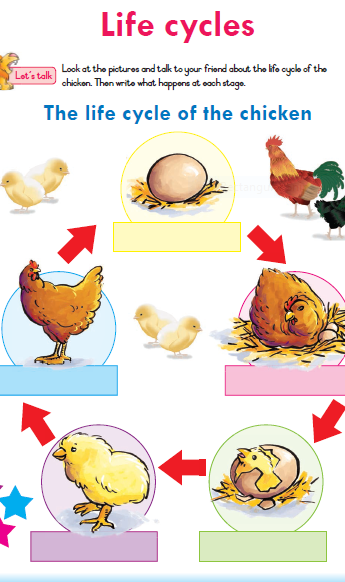 Life cycles
Let's talk
Look at the pictures and talk to your friend about the life cycle of the
chicken. Then write what happens at each stage.
The life cycle of the chicken